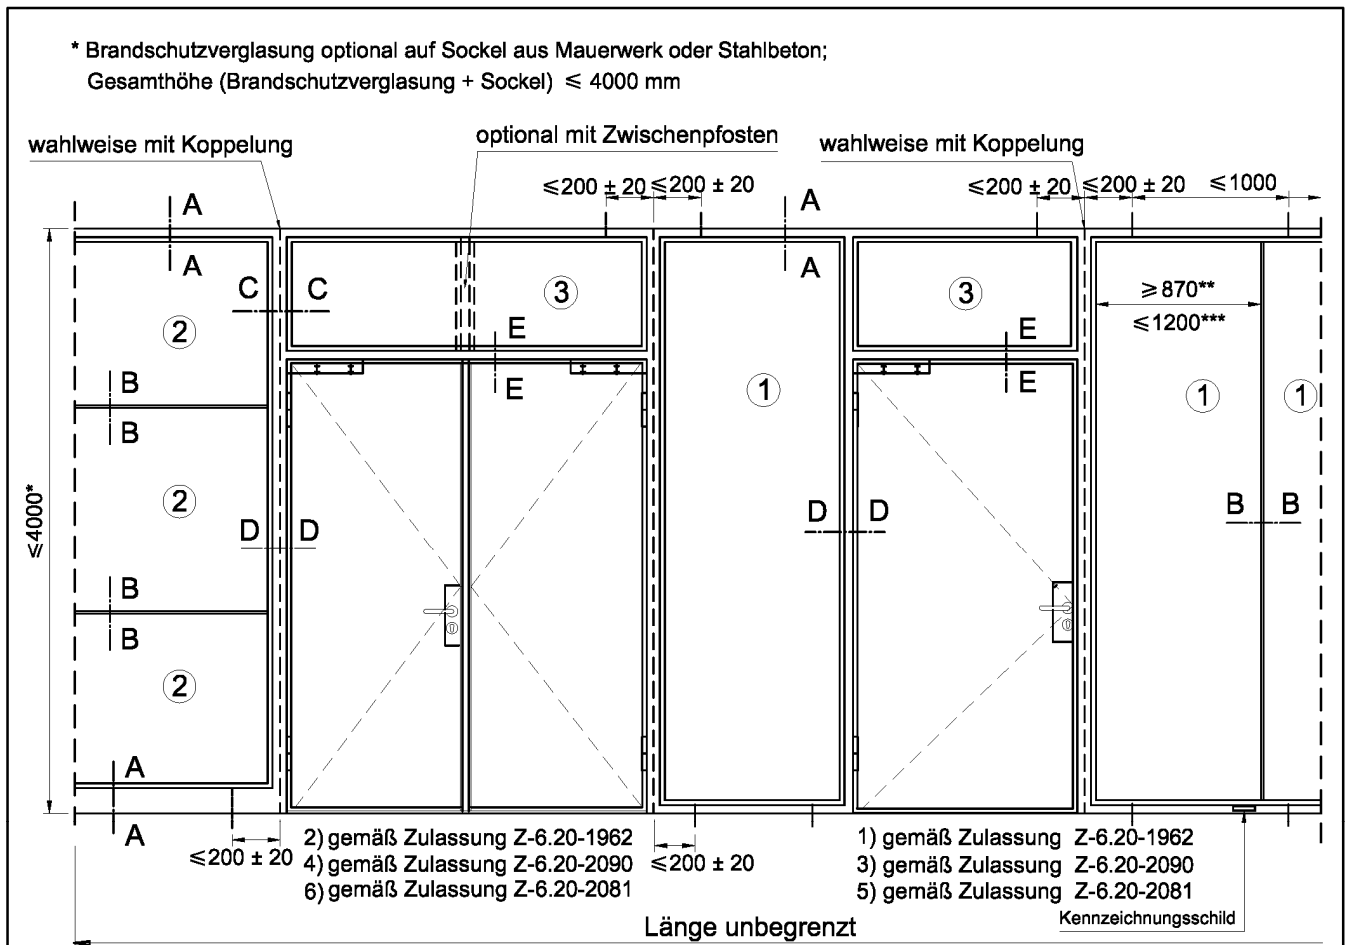 * Brandschutzverglasung optional auf Sockel aus Mauerwerk oder Stahlbeton;
Gesamthöhe (Brandschutzverglasung + Sockel) ≤ 4000 mm
wahlweise mit Koppelung
optional mit Zwischenpfosten
wahlweise mit Koppelung
≤200 ± 20
≤200 ± 20
≤200 ± 20
≤200 ± 20
≤1000
A
A
A
A
C
C
2
3
3
≥870**
≤1200***
E
E
E
E
B
B
1
1
1
≤4000*
2
D
D
D
D
B
B
B
B
2
A
A
≤200 ± 20
≤200 ± 20
2) gemäß Zulassung Z-6.20-1962
4) gemäß Zulassung Z-6.20-2090
6) gemäß Zulassung Z-6.20-2081
1) gemäß Zulassung Z-6.20-1962
3) gemäß Zulassung Z-6.20-2090
5) gemäß Zulassung Z-6.20-2081
Kennzeichnungsschild
Länge unbegrenzt